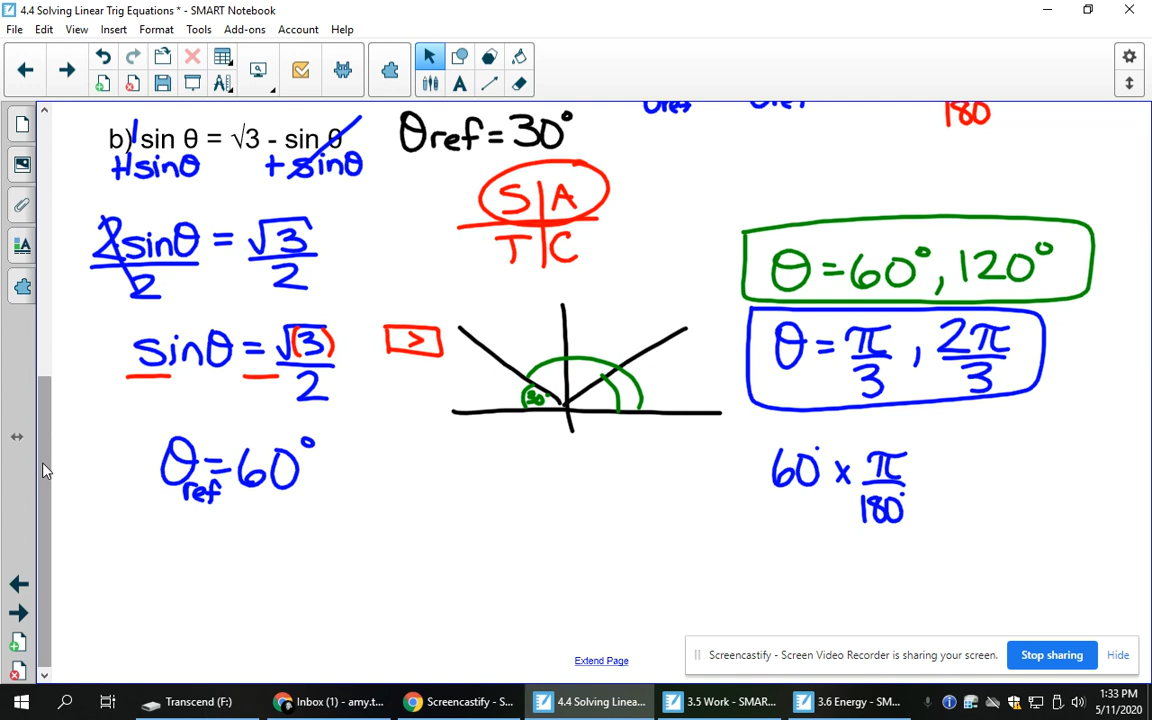 4.4 Solving Linear Trig Equations * - SMART Notebook
File Edit View Insert Format Tools Add-ons Account Help
180
b) 1 sin θ = √3 - sin θ
+1sinθ + sinθ
θref = 30°
S A
T C
2sinθ = √3
2 2
θ = 60°, 120°
sinθ = √(3)
2
>
30°
θ = π , 2π
3 3
θref = 60°
60° x π
180°
Extend Page
Screencastify - Screen Video Recorder is sharing your screen.
Stop sharing
Hide
Transcend (F:)
Inbox (1) - amy.t...
Screencastify - S...
4.4 Solving Linea...
3.5 Work - SMAR...
3.6 Energy - SM...
1:33 PM
5/11/2020